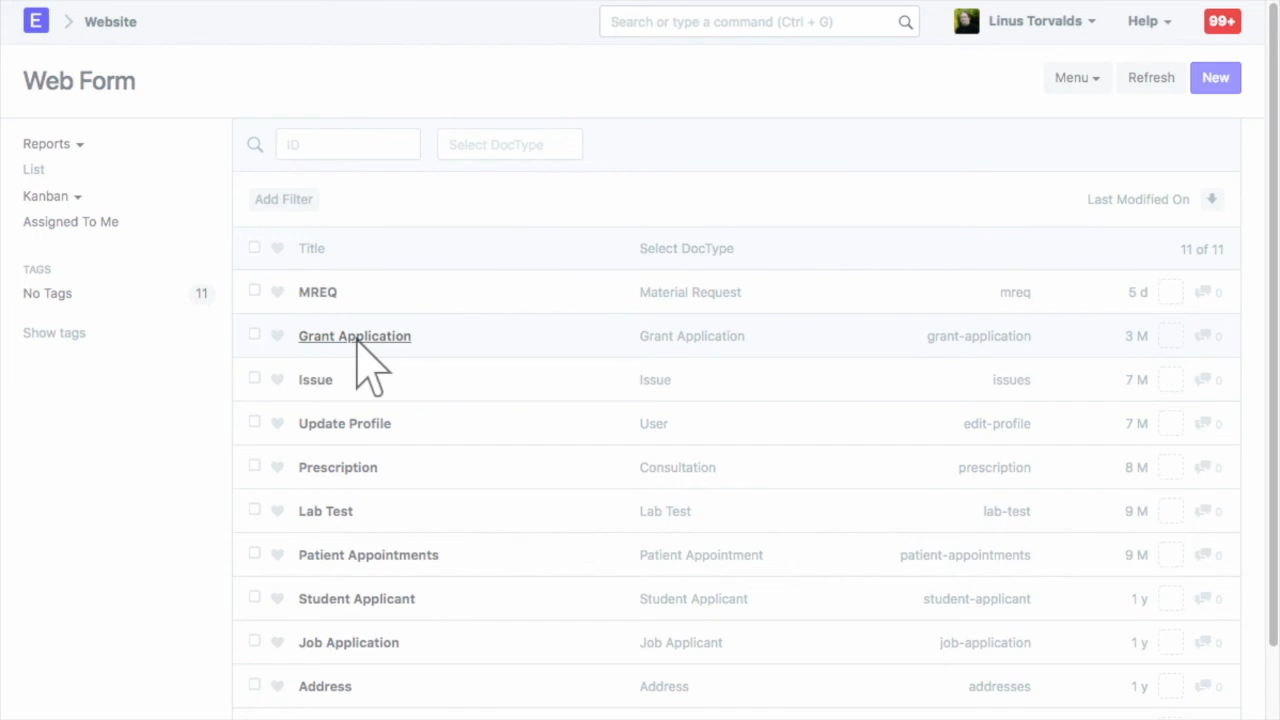 E Website Search or type a command (Ctrl + G) Linus Torvalds Help 99+
Web Form Menu Refresh New
Reports
List
Kanban
Assigned To Me
TAGS
No Tags 11
Show tags
ID Select DocType
Add Filter Last Modified On
Title Select DocType 11 of 11
MREQ Material Request mreq 5 d 0
Grant Application Grant Application grant-application 3 M 0
Issue Issue issues 7 M 0
Update Profile User edit-profile 7 M 0
Prescription Consultation prescription 8 M 0
Lab Test Lab Test lab-test 9 M 0
Patient Appointments Patient Appointment patient-appointments 9 M 0
Student Applicant Student Applicant student-applicant 1 y 0
Job Application Job Applicant job-application 1 y 0
Address Address addresses 1 y 0